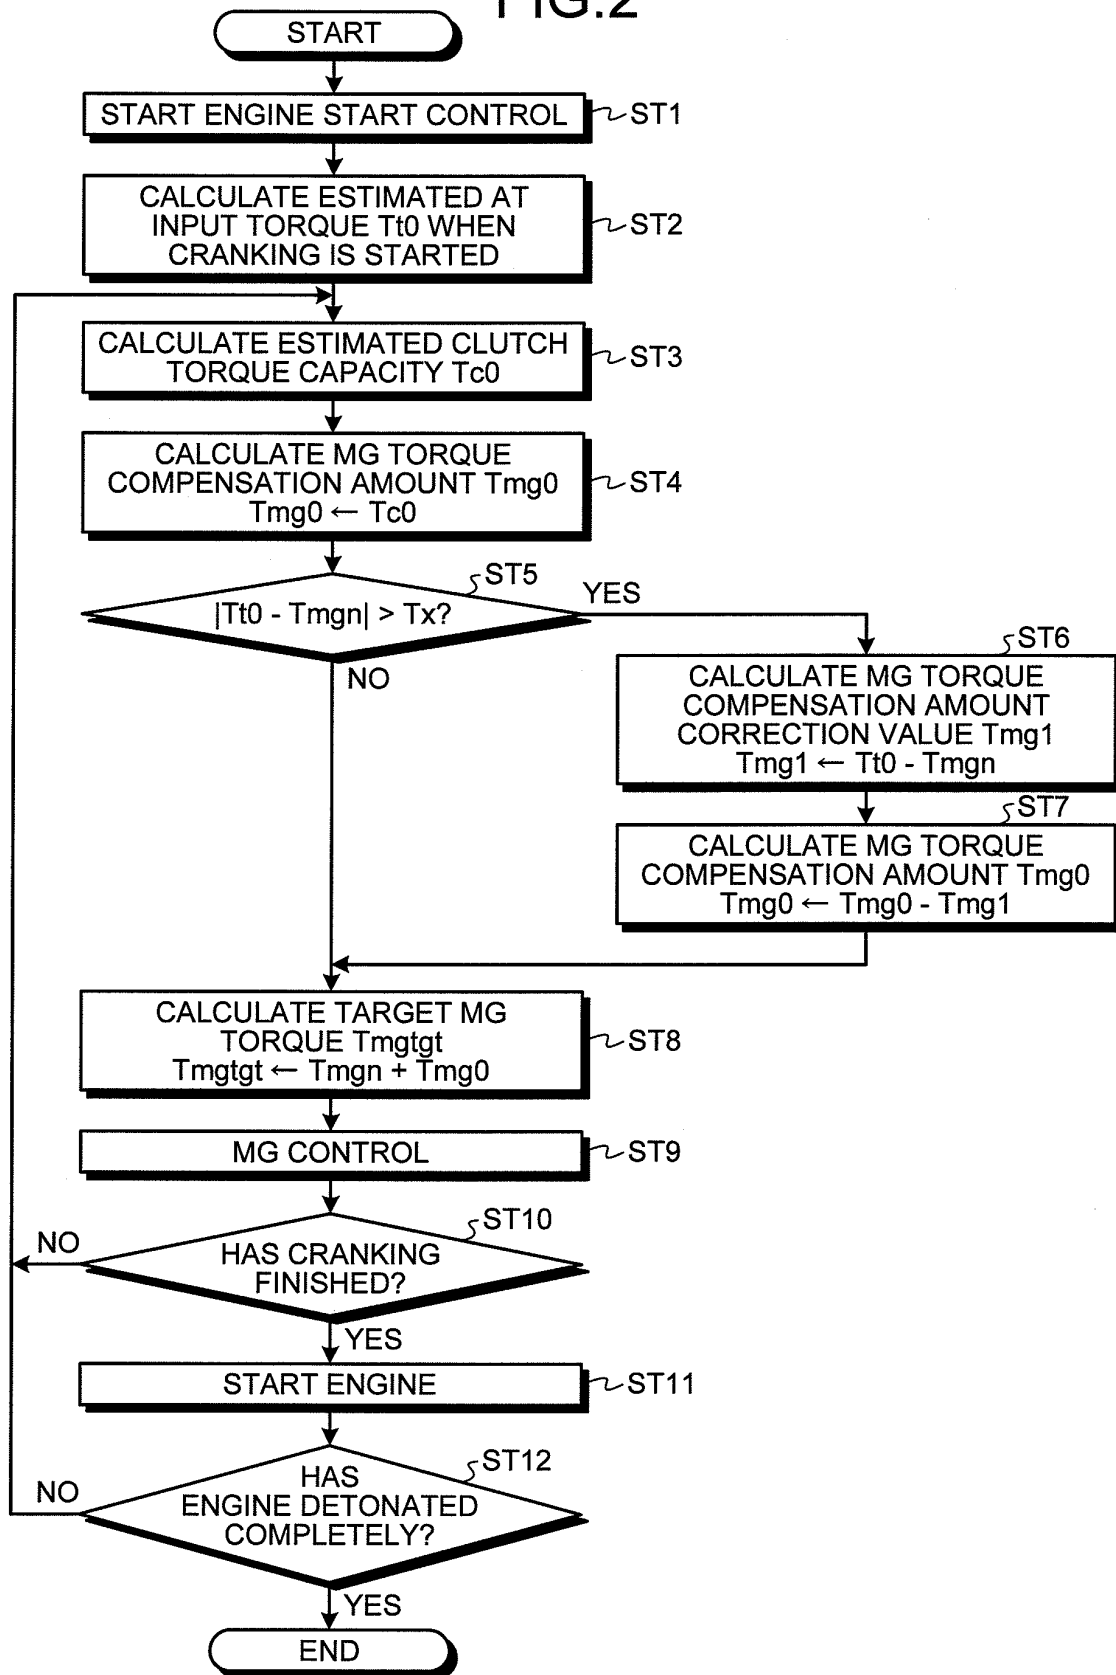 FIG.2
START
START ENGINE START CONTROL
ST1
CALCULATE ESTIMATED AT
INPUT TORQUE Tt0 WHEN
CRANKING IS STARTED
ST2
CALCULATE ESTIMATED CLUTCH
TORQUE CAPACITY Tc0
ST3
CALCULATE MG TORQUE
COMPENSATION AMOUNT Tmg0
Tmg0 ← Tc0
ST4
ST5
|Tt0 - Tmgn| > Tx?
YES
NO
ST6
CALCULATE MG TORQUE
COMPENSATION AMOUNT
CORRECTION VALUE Tmg1
Tmg1 ← Tt0 - Tmgn
ST7
CALCULATE MG TORQUE
COMPENSATION AMOUNT Tmg0
Tmg0 ← Tmg0 - Tmg1
CALCULATE TARGET MG
TORQUE Tmgtgt
Tmgtgt ← Tmgn + Tmg0
ST8
MG CONTROL
ST9
ST10
NO
HAS CRANKING
FINISHED?
YES
START ENGINE
ST11
ST12
NO
HAS
ENGINE DETONATED
COMPLETELY?
YES
END